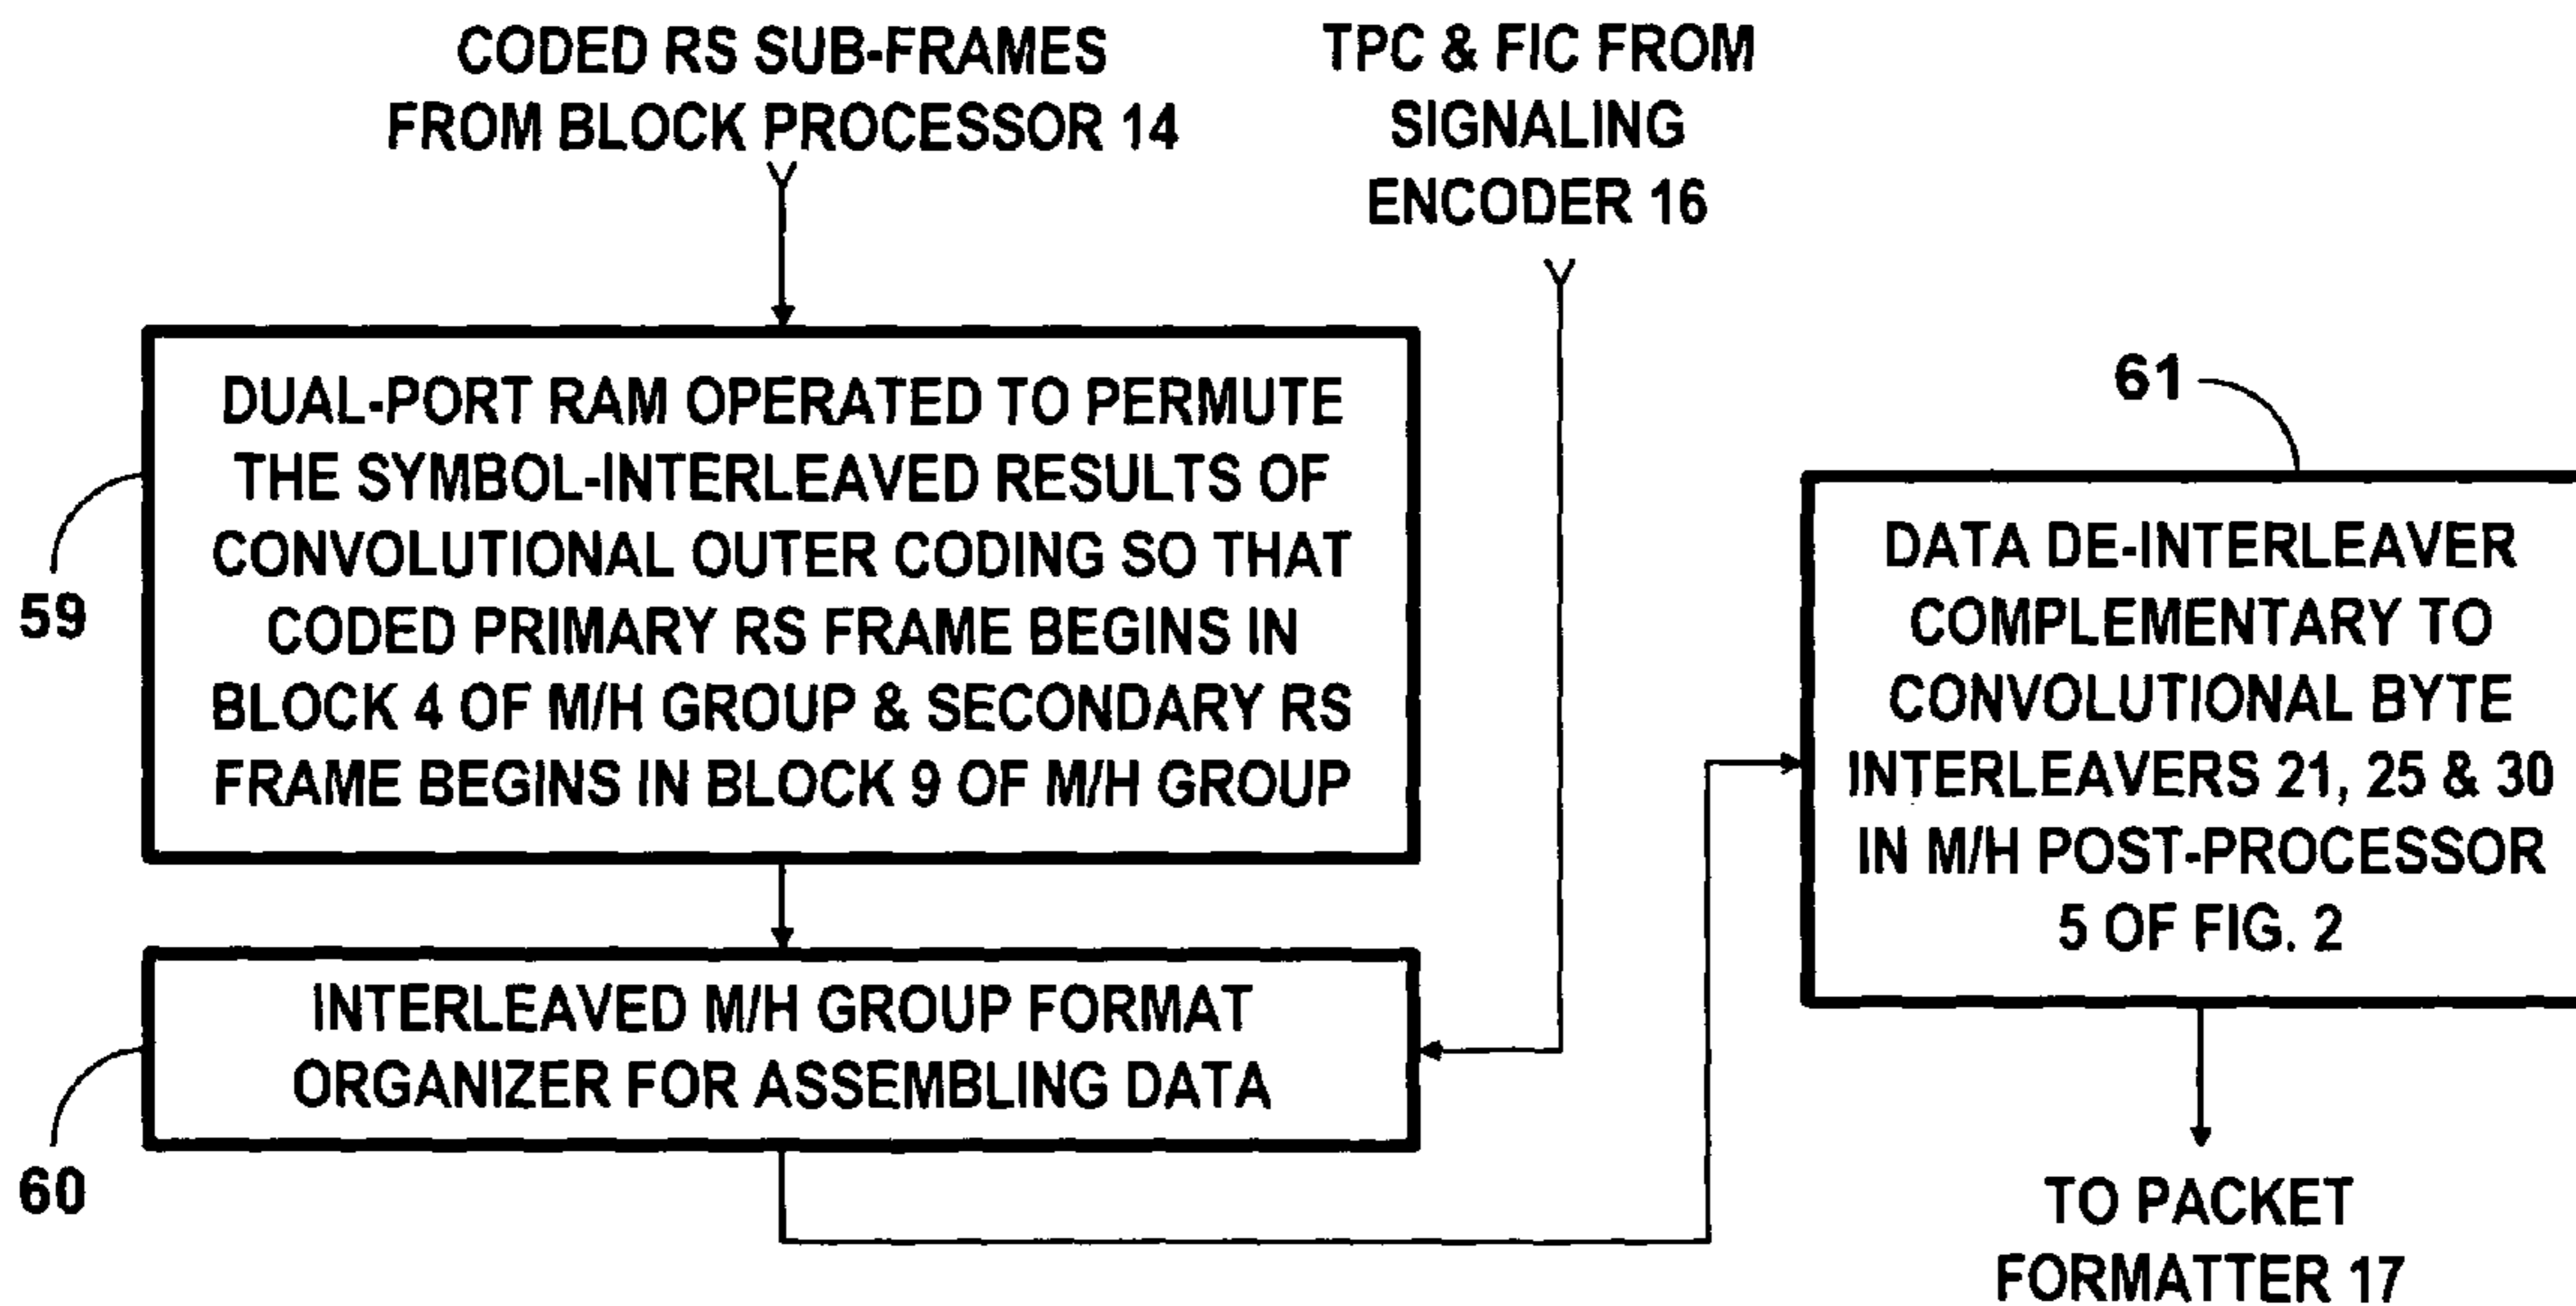 CODED RS SUB-FRAMES
FROM BLOCK PROCESSOR 14
TPC & FIC FROM
SIGNALING
ENCODER 16
59
DUAL-PORT RAM OPERATED TO PERMUTE
THE SYMBOL-INTERLEAVED RESULTS OF
CONVOLUTIONAL OUTER CODING SO THAT
CODED PRIMARY RS FRAME BEGINS IN
BLOCK 4 OF M/H GROUP & SECONDARY RS
FRAME BEGINS IN BLOCK 9 OF M/H GROUP
60
INTERLEAVED M/H GROUP FORMAT
ORGANIZER FOR ASSEMBLING DATA
61
DATA DE-INTERLEAVER
COMPLEMENTARY TO
CONVOLUTIONAL BYTE
INTERLEAVERS 21, 25 & 30
IN M/H POST-PROCESSOR
5 OF FIG. 2
TO PACKET
FORMATTER 17